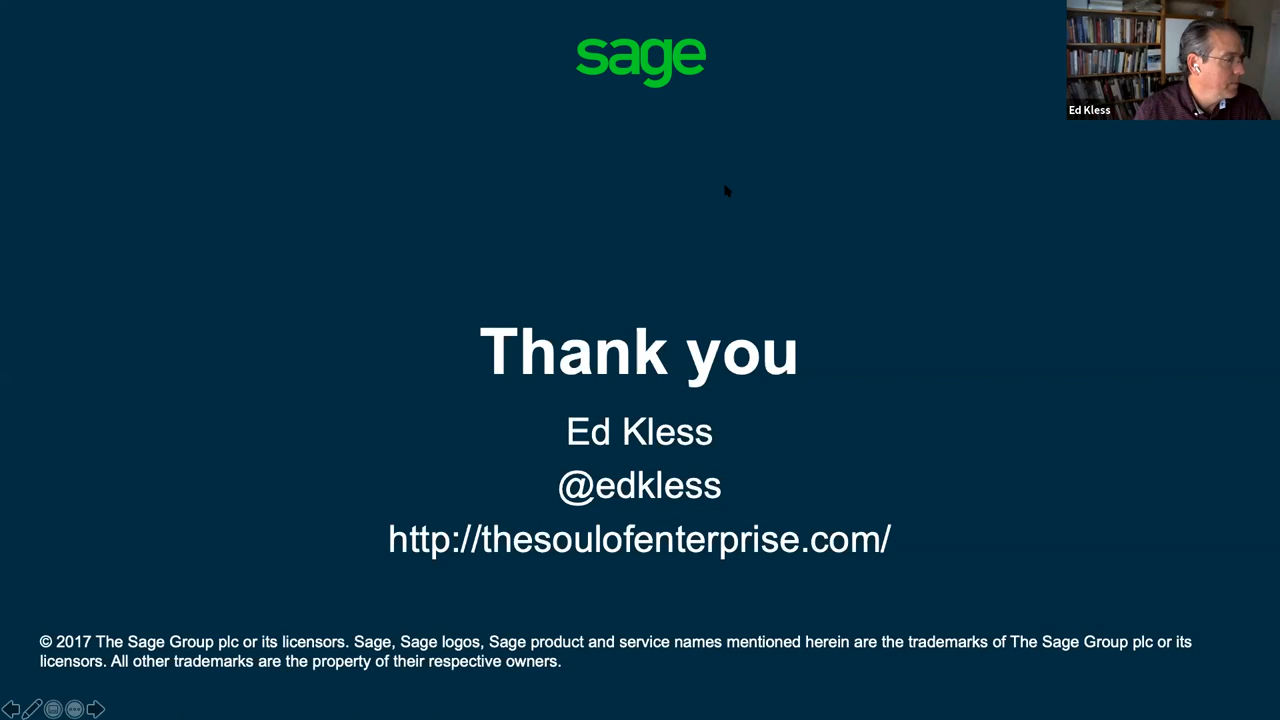 sage
Ed Kless
Thank you
Ed Kless
@edkless
http://thesoulofenterprise.com/
© 2017 The Sage Group plc or its licensors. Sage, Sage logos, Sage product and service names mentioned herein are the trademarks of The Sage Group plc or its
licensors. All other trademarks are the property of their respective owners.